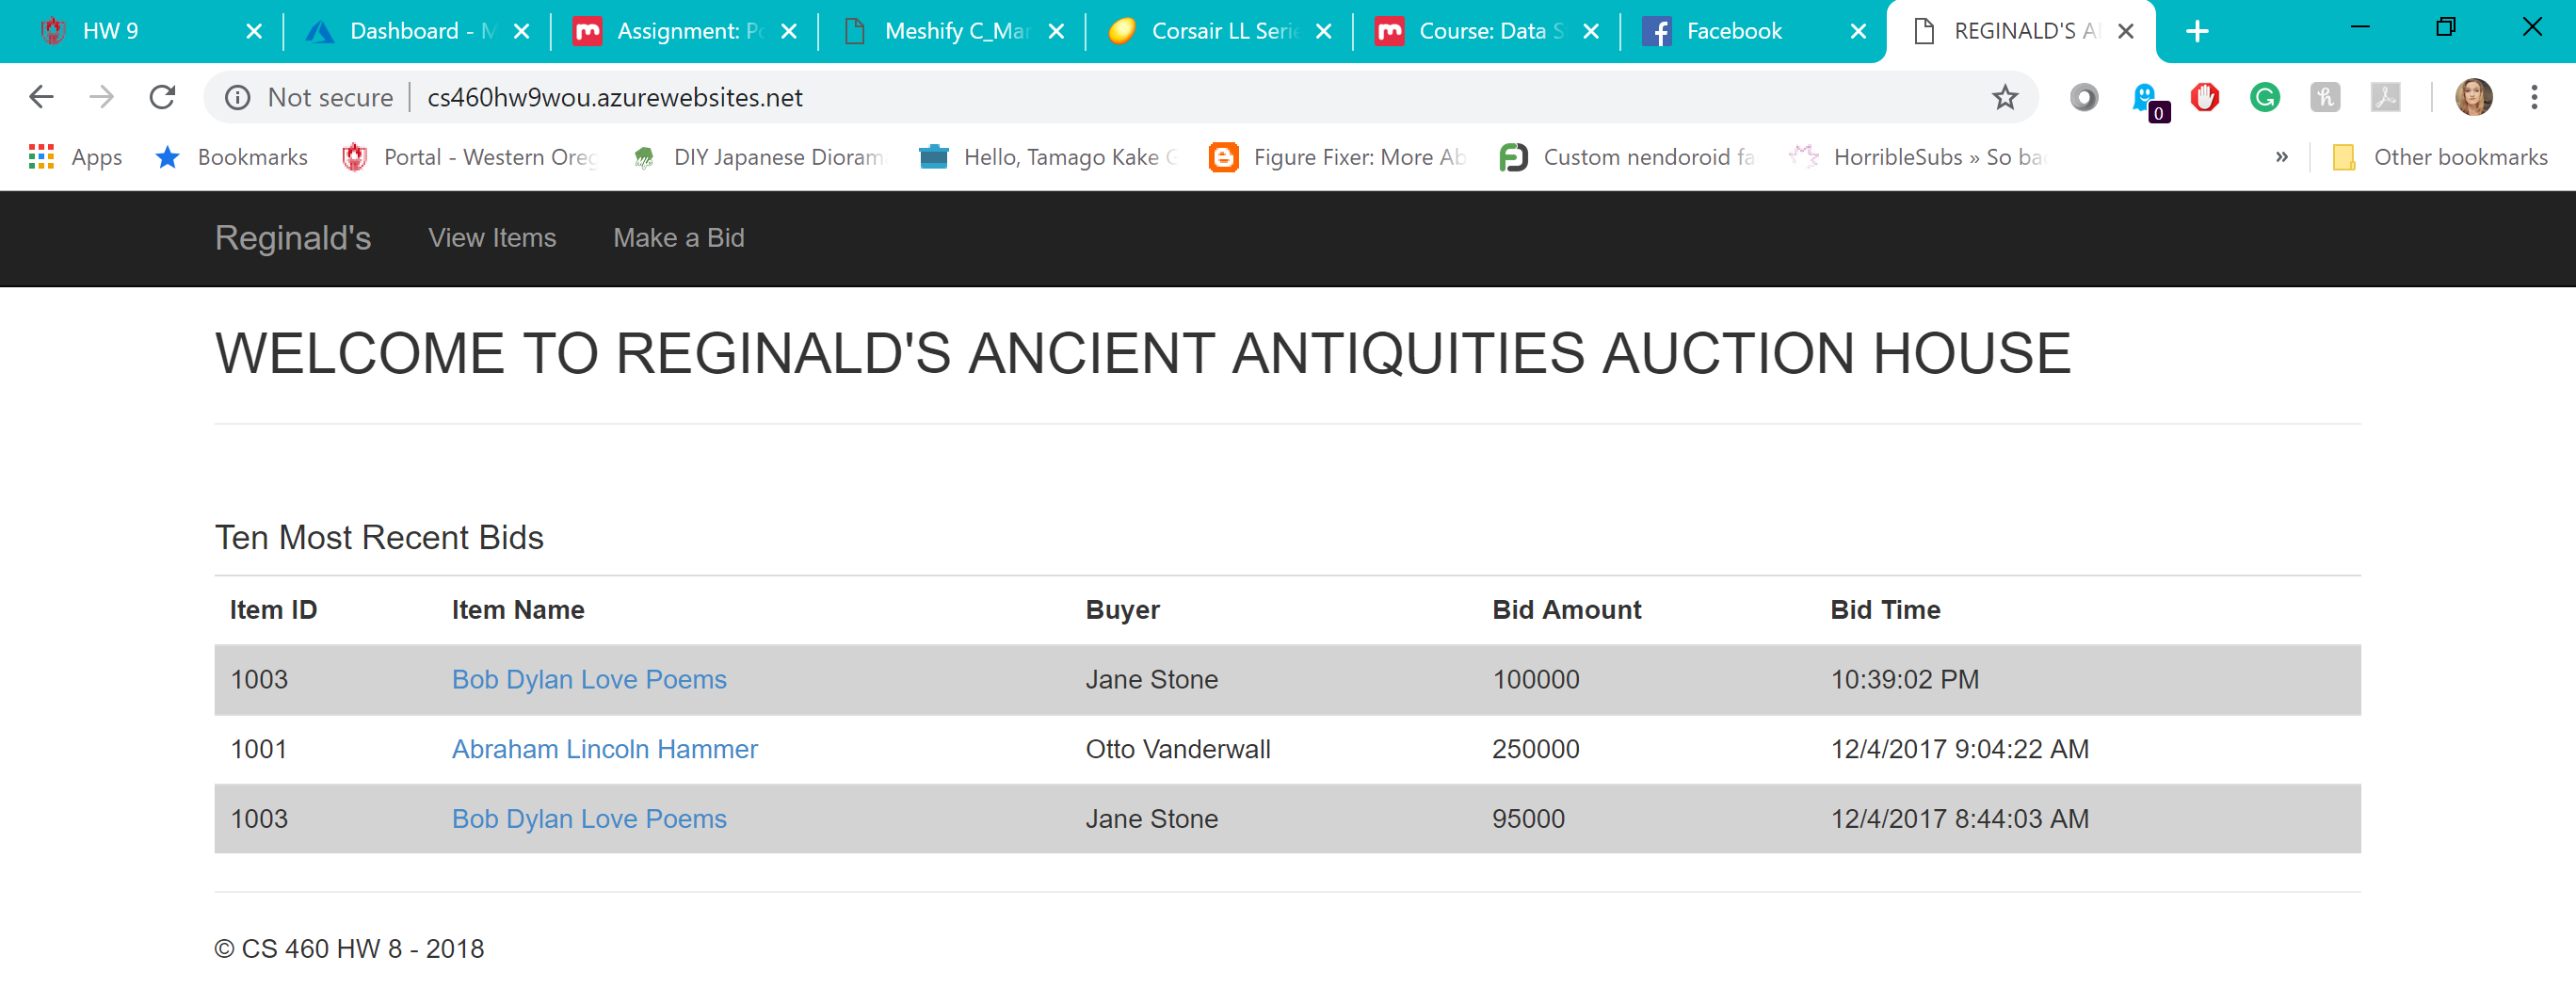 HW 9 Dashboard - M Assignment: Po Meshify C_Mar Corsair LL Serie Course: Data S Facebook REGINALD'S A
Not secure cs460hw9wou.azurewebsites.net 0
Apps Bookmarks Portal - Western Oreg DIY Japanese Dioram Hello, Tamago Kake G Figure Fixer: More Ab Custom nendoroid fa HorribleSubs » So ba » Other bookmarks
Reginald's View Items Make a Bid
WELCOME TO REGINALD'S ANCIENT ANTIQUITIES AUCTION HOUSE
Ten Most Recent Bids
Item ID Item Name Buyer Bid Amount Bid Time
1003 Bob Dylan Love Poems Jane Stone 100000 10:39:02 PM
1001 Abraham Lincoln Hammer Otto Vanderwall 250000 12/4/2017 9:04:22 AM
1003 Bob Dylan Love Poems Jane Stone 95000 12/4/2017 8:44:03 AM
© CS 460 HW 8 - 2018